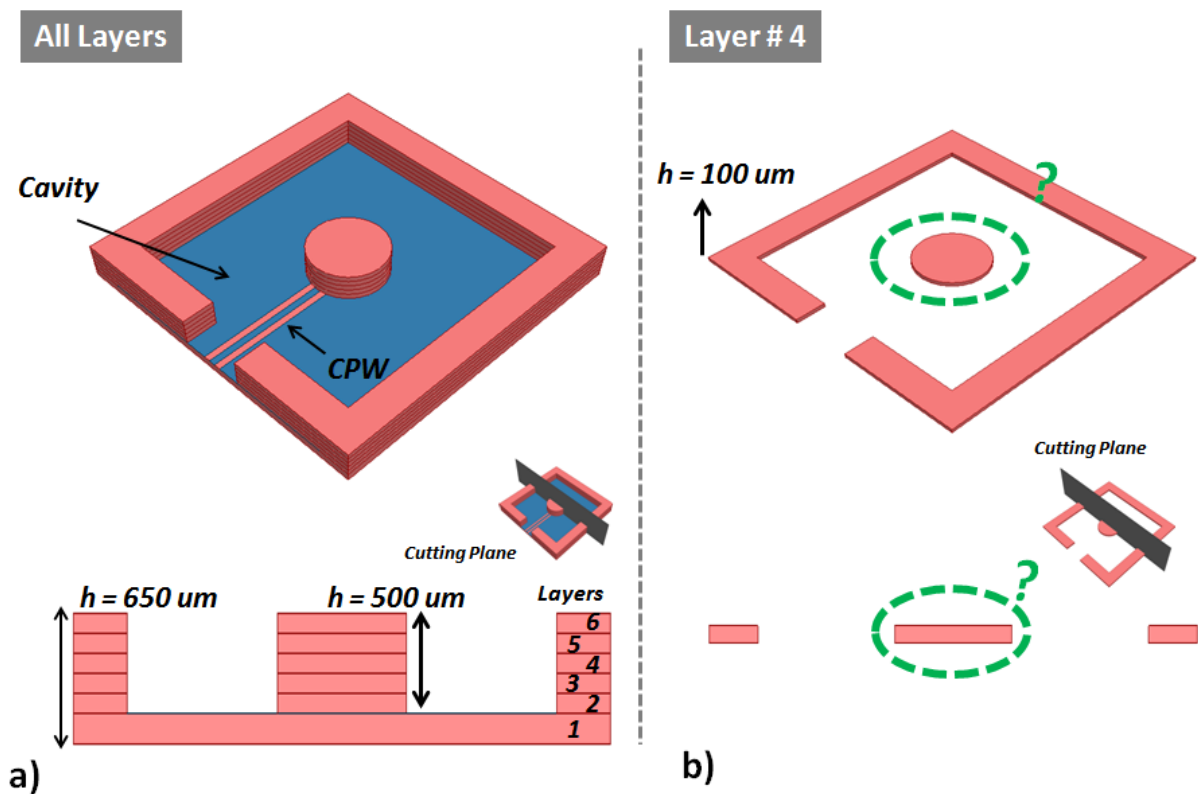 All Layers
Cavity
CPW
Cutting Plane
h = 650 um
h = 500 um
Layers
6
5
4
3
2
1
a)
Layer # 4
h = 100 um
?
Cutting Plane
?
b)